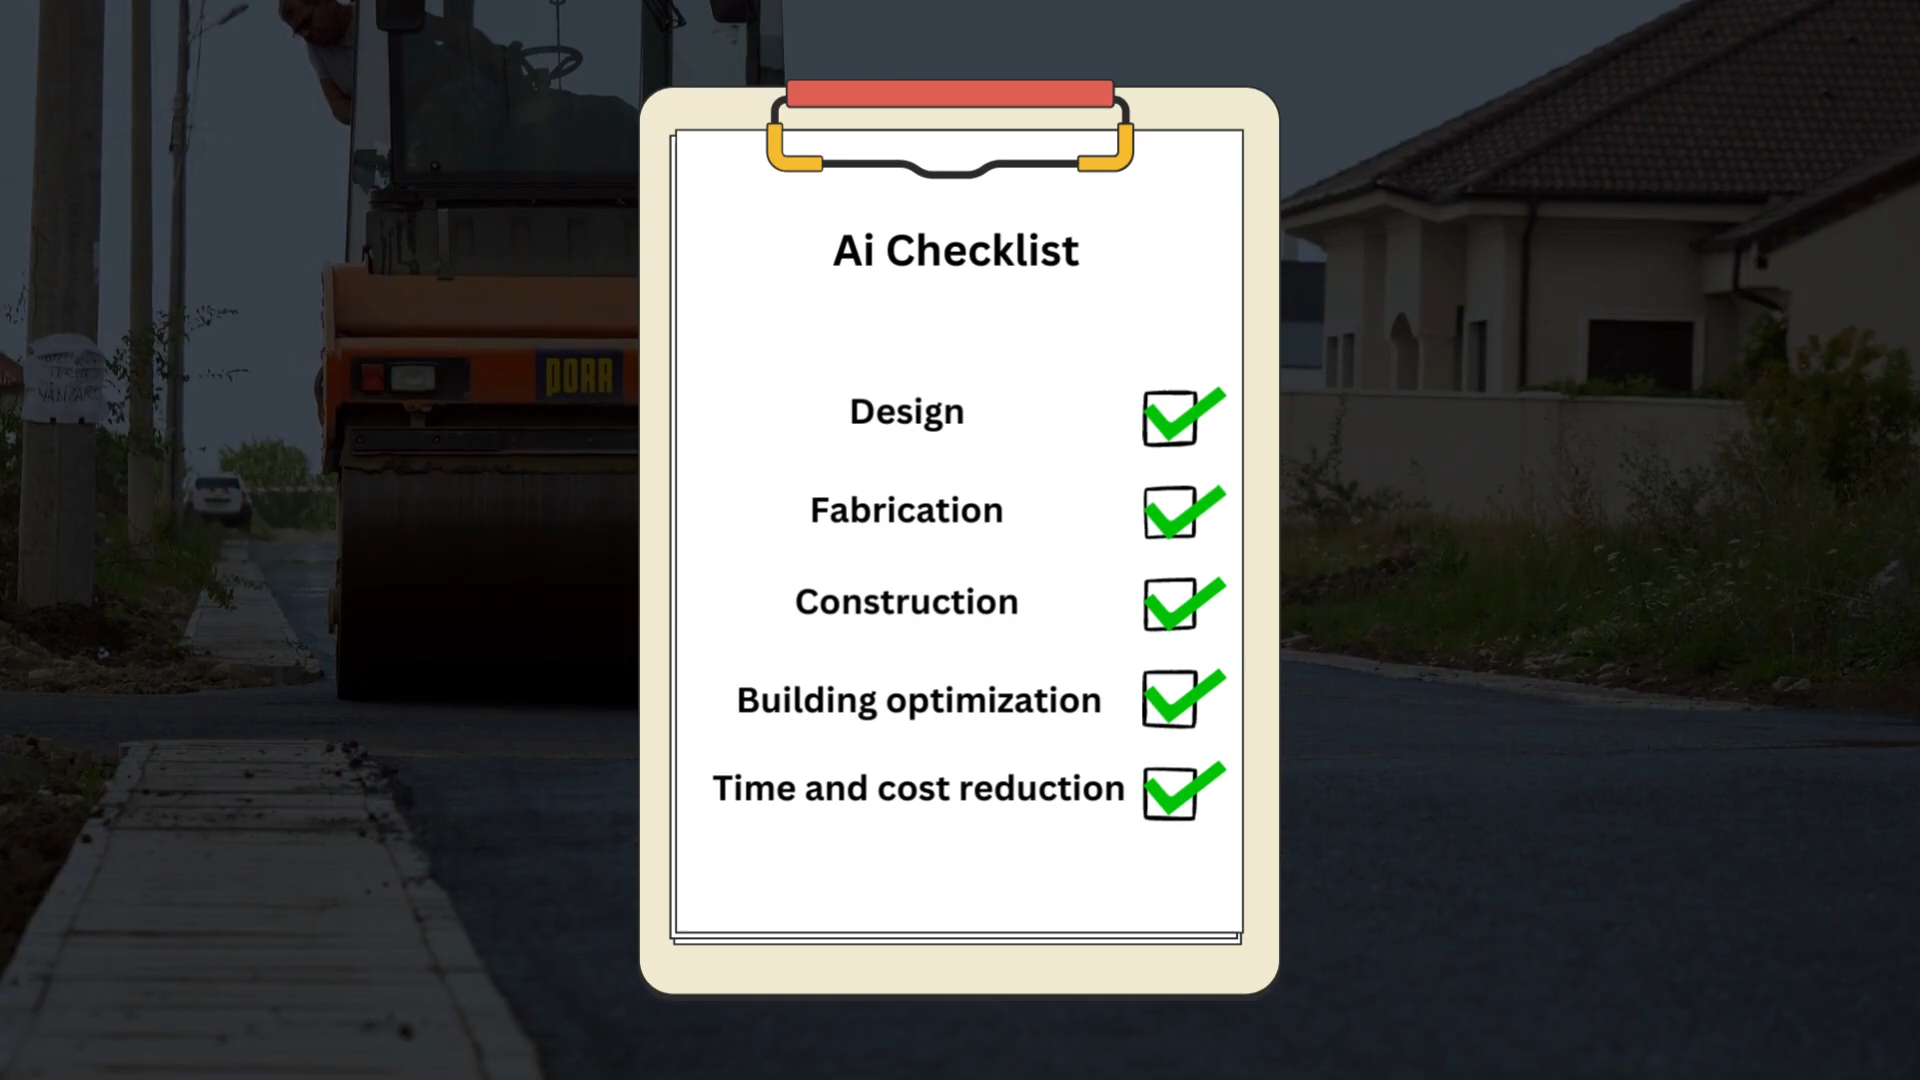 Ai Checklist
Design
Fabrication
Construction
Building optimization
Time and cost reduction
PORR